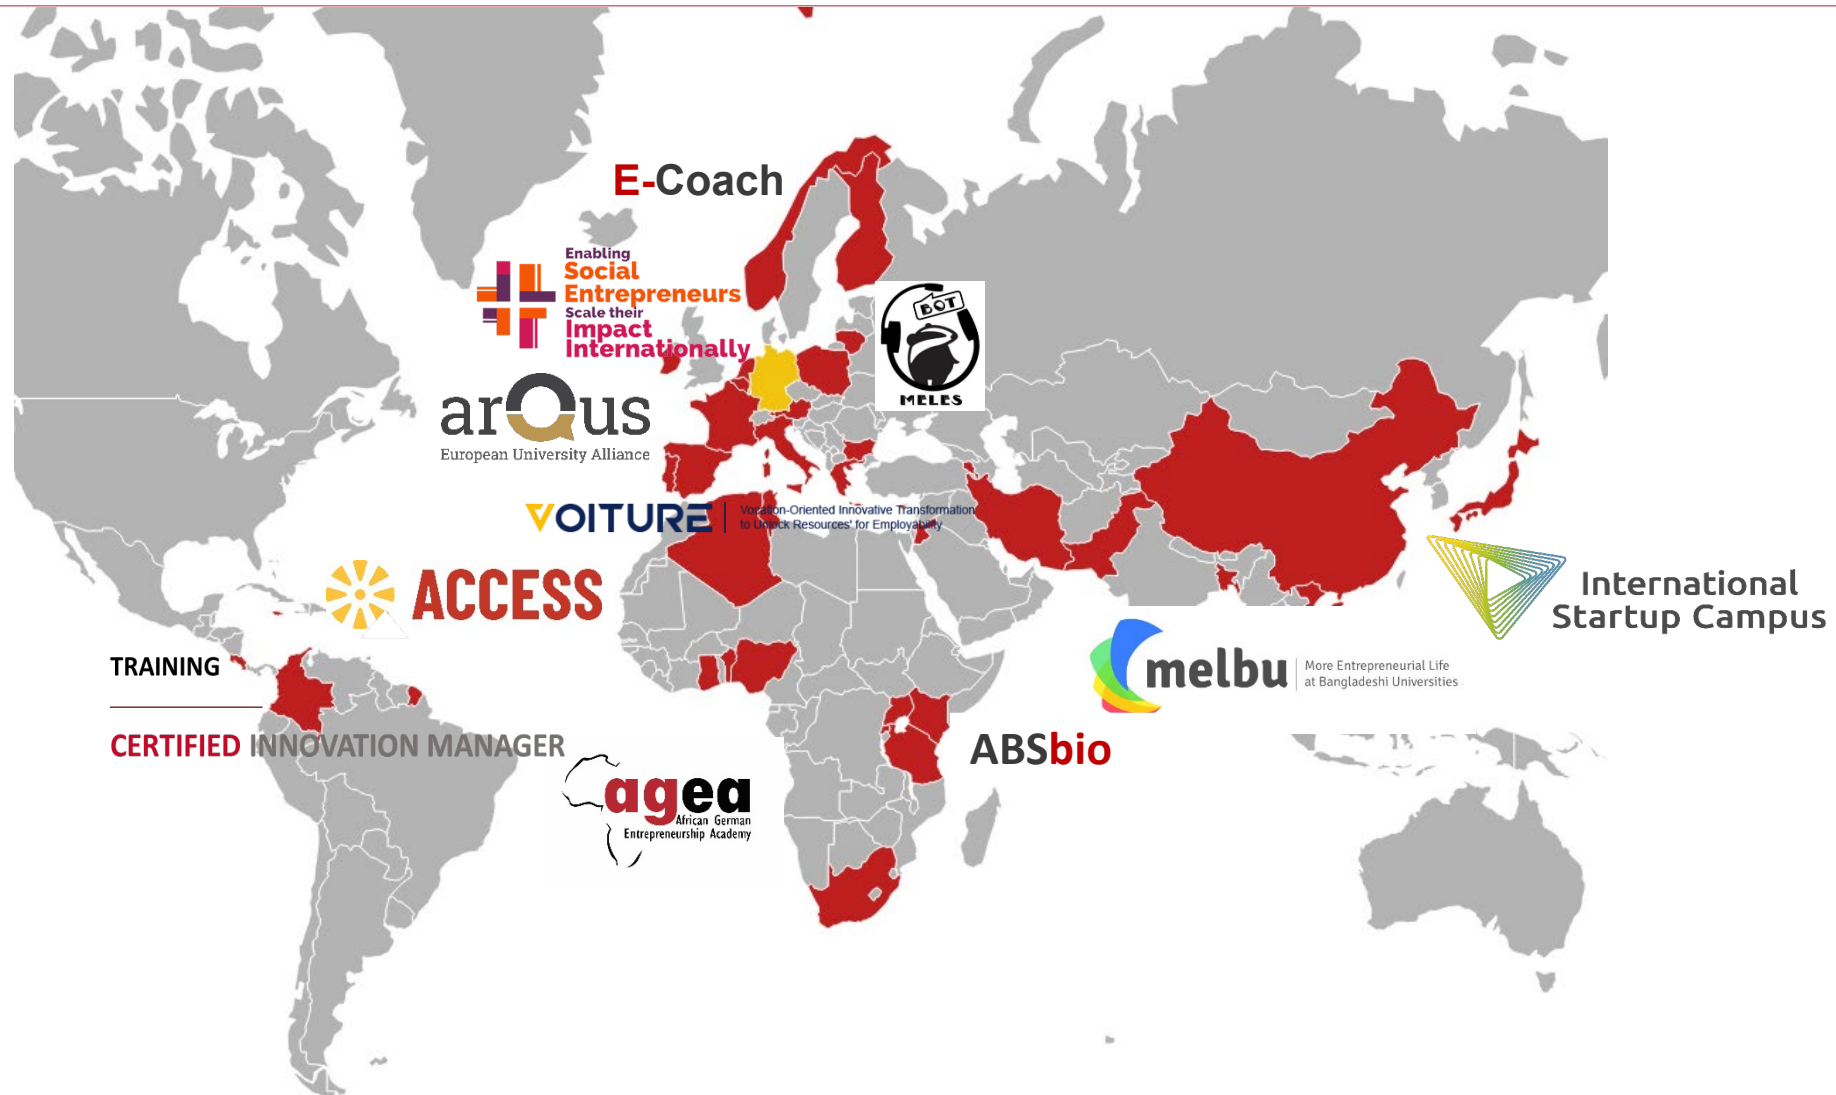 E-Coach
Enabling
Social
Entrepreneurs
Scale their
Impact
Internationally
BOT
MELES
arQus
European University Alliance
VOITURE
Vocation-Oriented Innovative Transformation
to Unlock Resources' for Employability
ACCESS
International
Startup Campus
TRAINING
CERTIFIED INNOVATION MANAGER
melbu
More Entrepreneurial Life
at Bangladeshi Universities
ABSbio
agea
African German
Entrepreneurship Academy